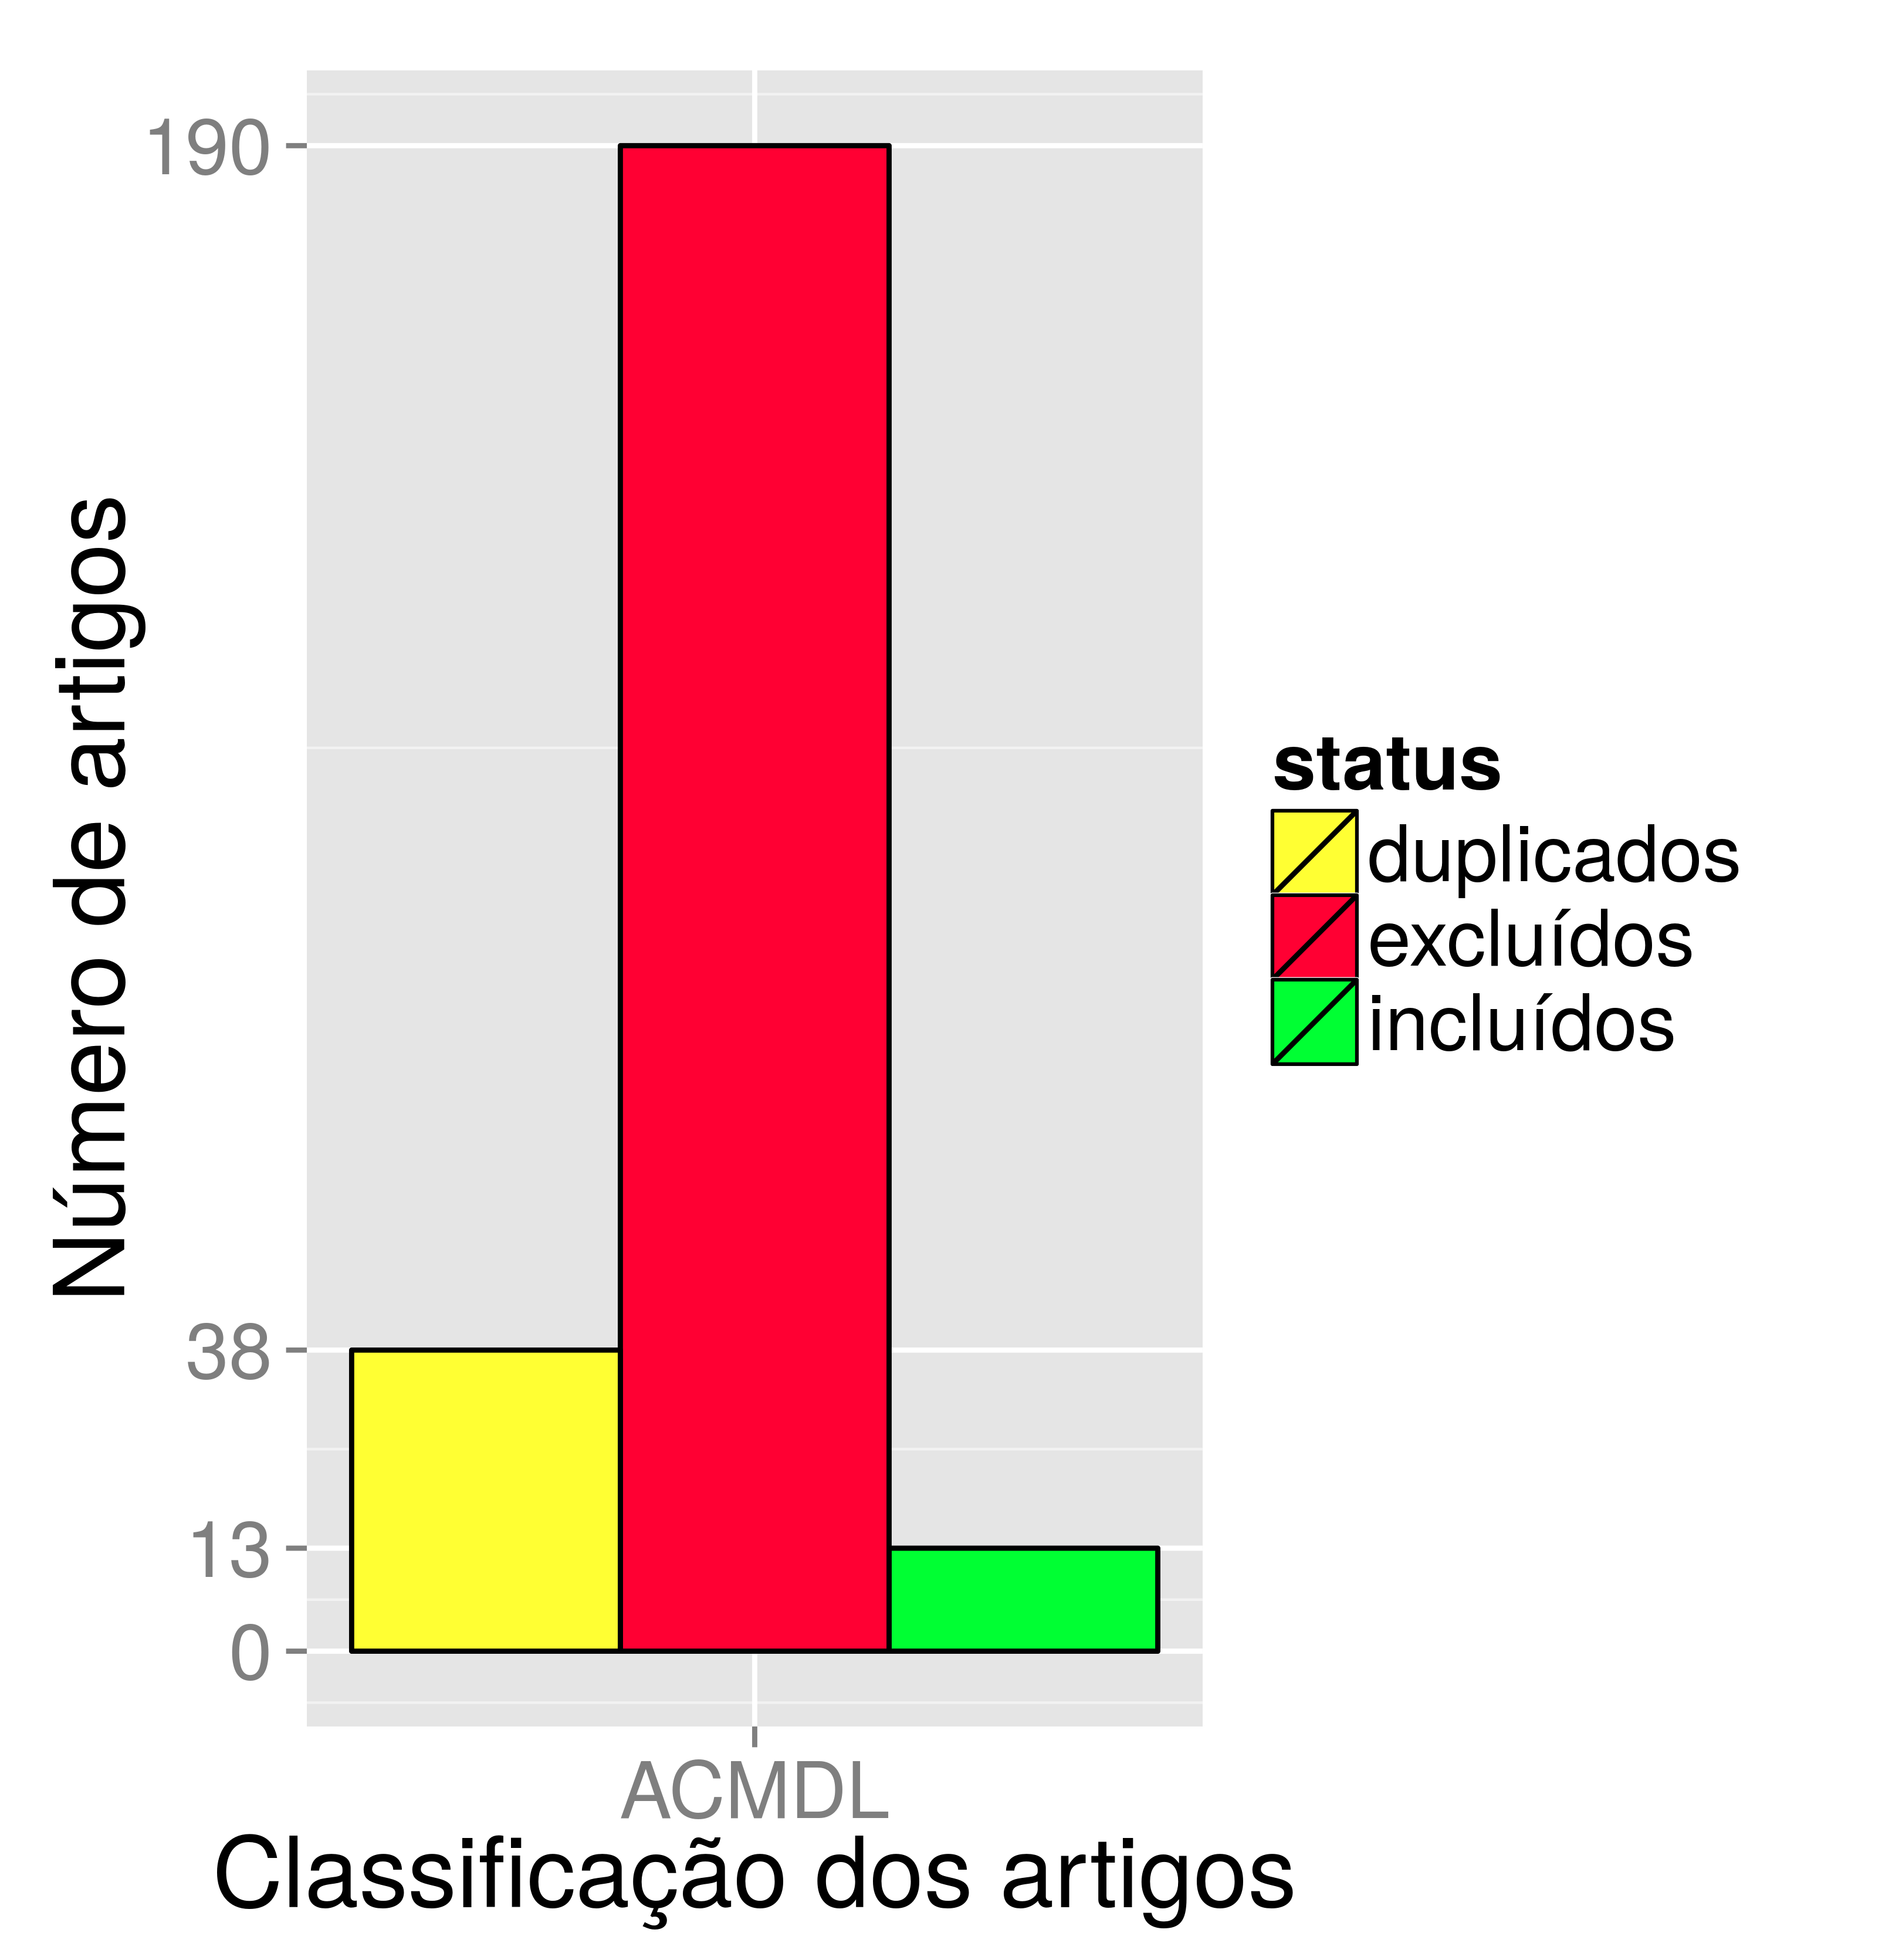 190
38
13
0
Número de artigos
ACMDL
Classificação dos artigos
status
duplicados
excluídos
incluídos